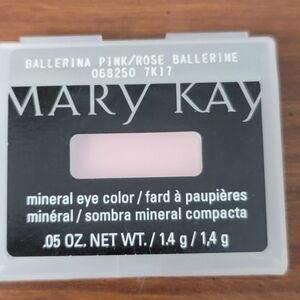 BALLERINA PINK/ROSE BALLERINE
068250 7K17
MARY KAY
mineral eye color / fard à paupières
minéral / sombra mineral compacta
.05 OZ. NET WT. / 1.4 g / 1,4 g